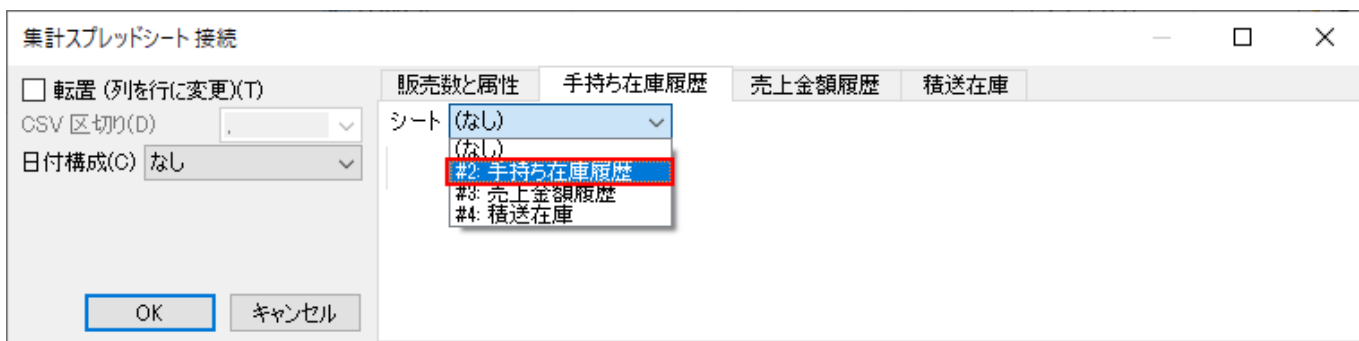 集計スプレッドシート 接続
転置 (列を行に変更)(T)
CSV 区切り(D) ,
日付構成(C) なし
OK キャンセル
販売数と属性 手持ち在庫履歴 売上金額履歴 積送在庫
シート (なし)
(なし)
#2: 手持ち在庫履歴
#3: 売上金額履歴
#4: 積送在庫